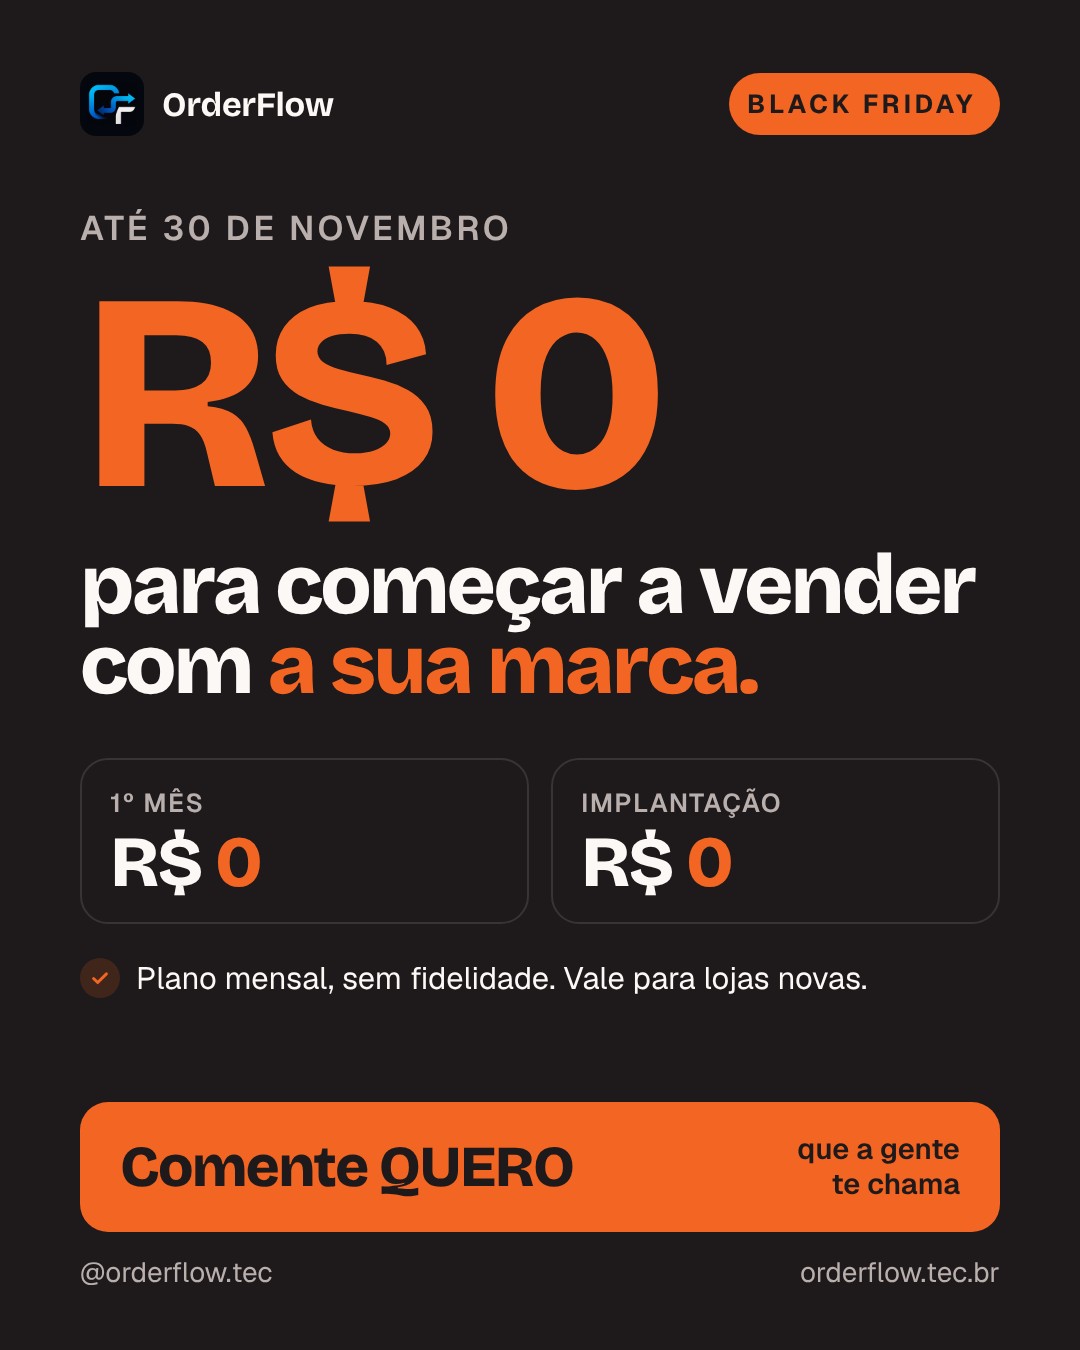 OrderFlow
BLACK FRIDAY
ATÉ 30 DE NOVEMBRO
R$ 0
para começar a vender
com a sua marca.
1º MÊS
R$ 0
IMPLANTAÇÃO
R$ 0
Plano mensal, sem fidelidade. Vale para lojas novas.
Comente QUERO
que a gente
te chama
@orderflow.tec
orderflow.tec.br